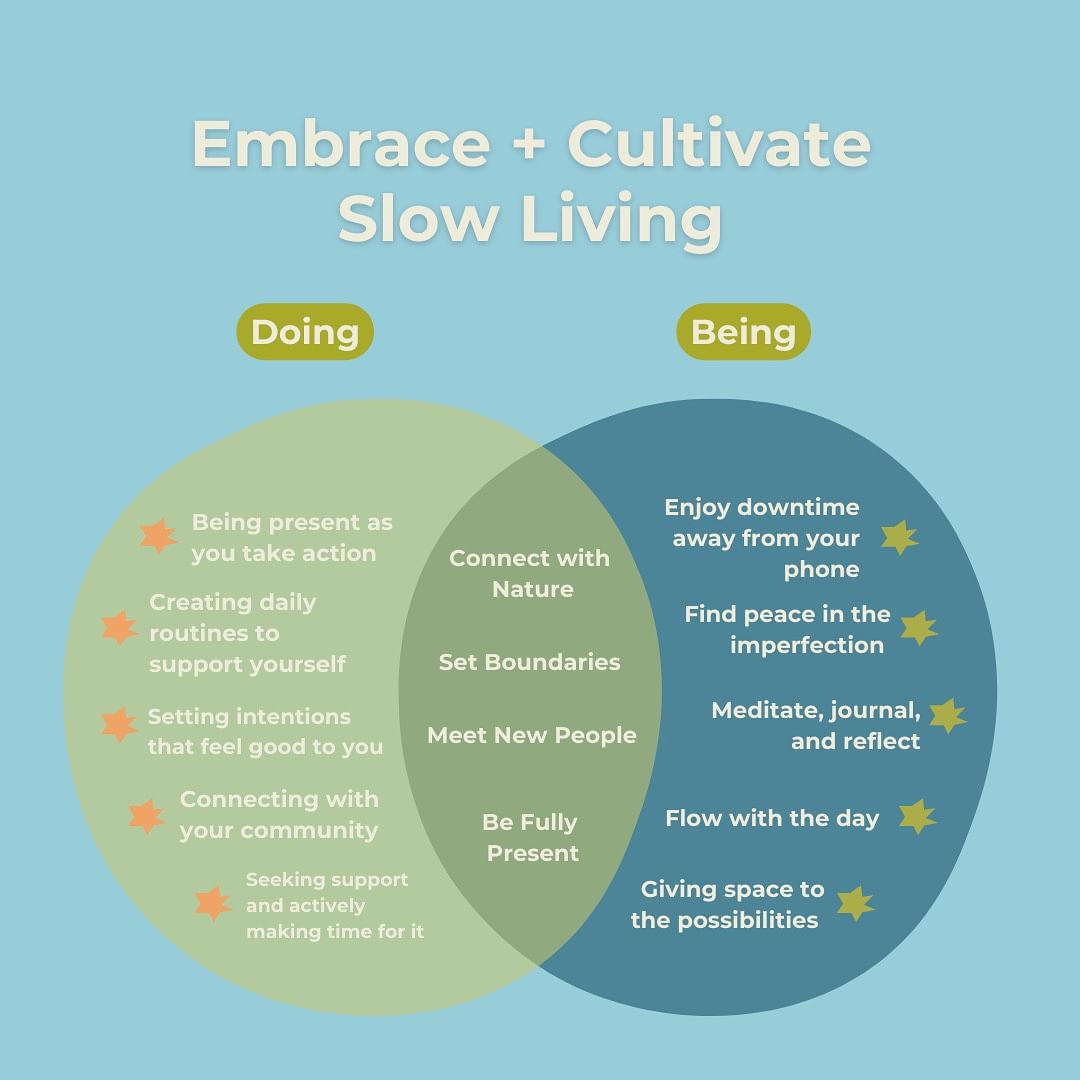 Embrace + Cultivate
Slow Living
Doing
Being
Being present as
you take action
Creating daily
routines to
support yourself
Setting intentions
that feel good to you
Connecting with
your community
Seeking support
and actively
making time for it
Connect with
Nature
Set Boundaries
Meet New People
Be Fully
Present
Enjoy downtime
away from your
phone
Find peace in the
imperfection
Meditate, journal,
and reflect
Flow with the day
Giving space to
the possibilities